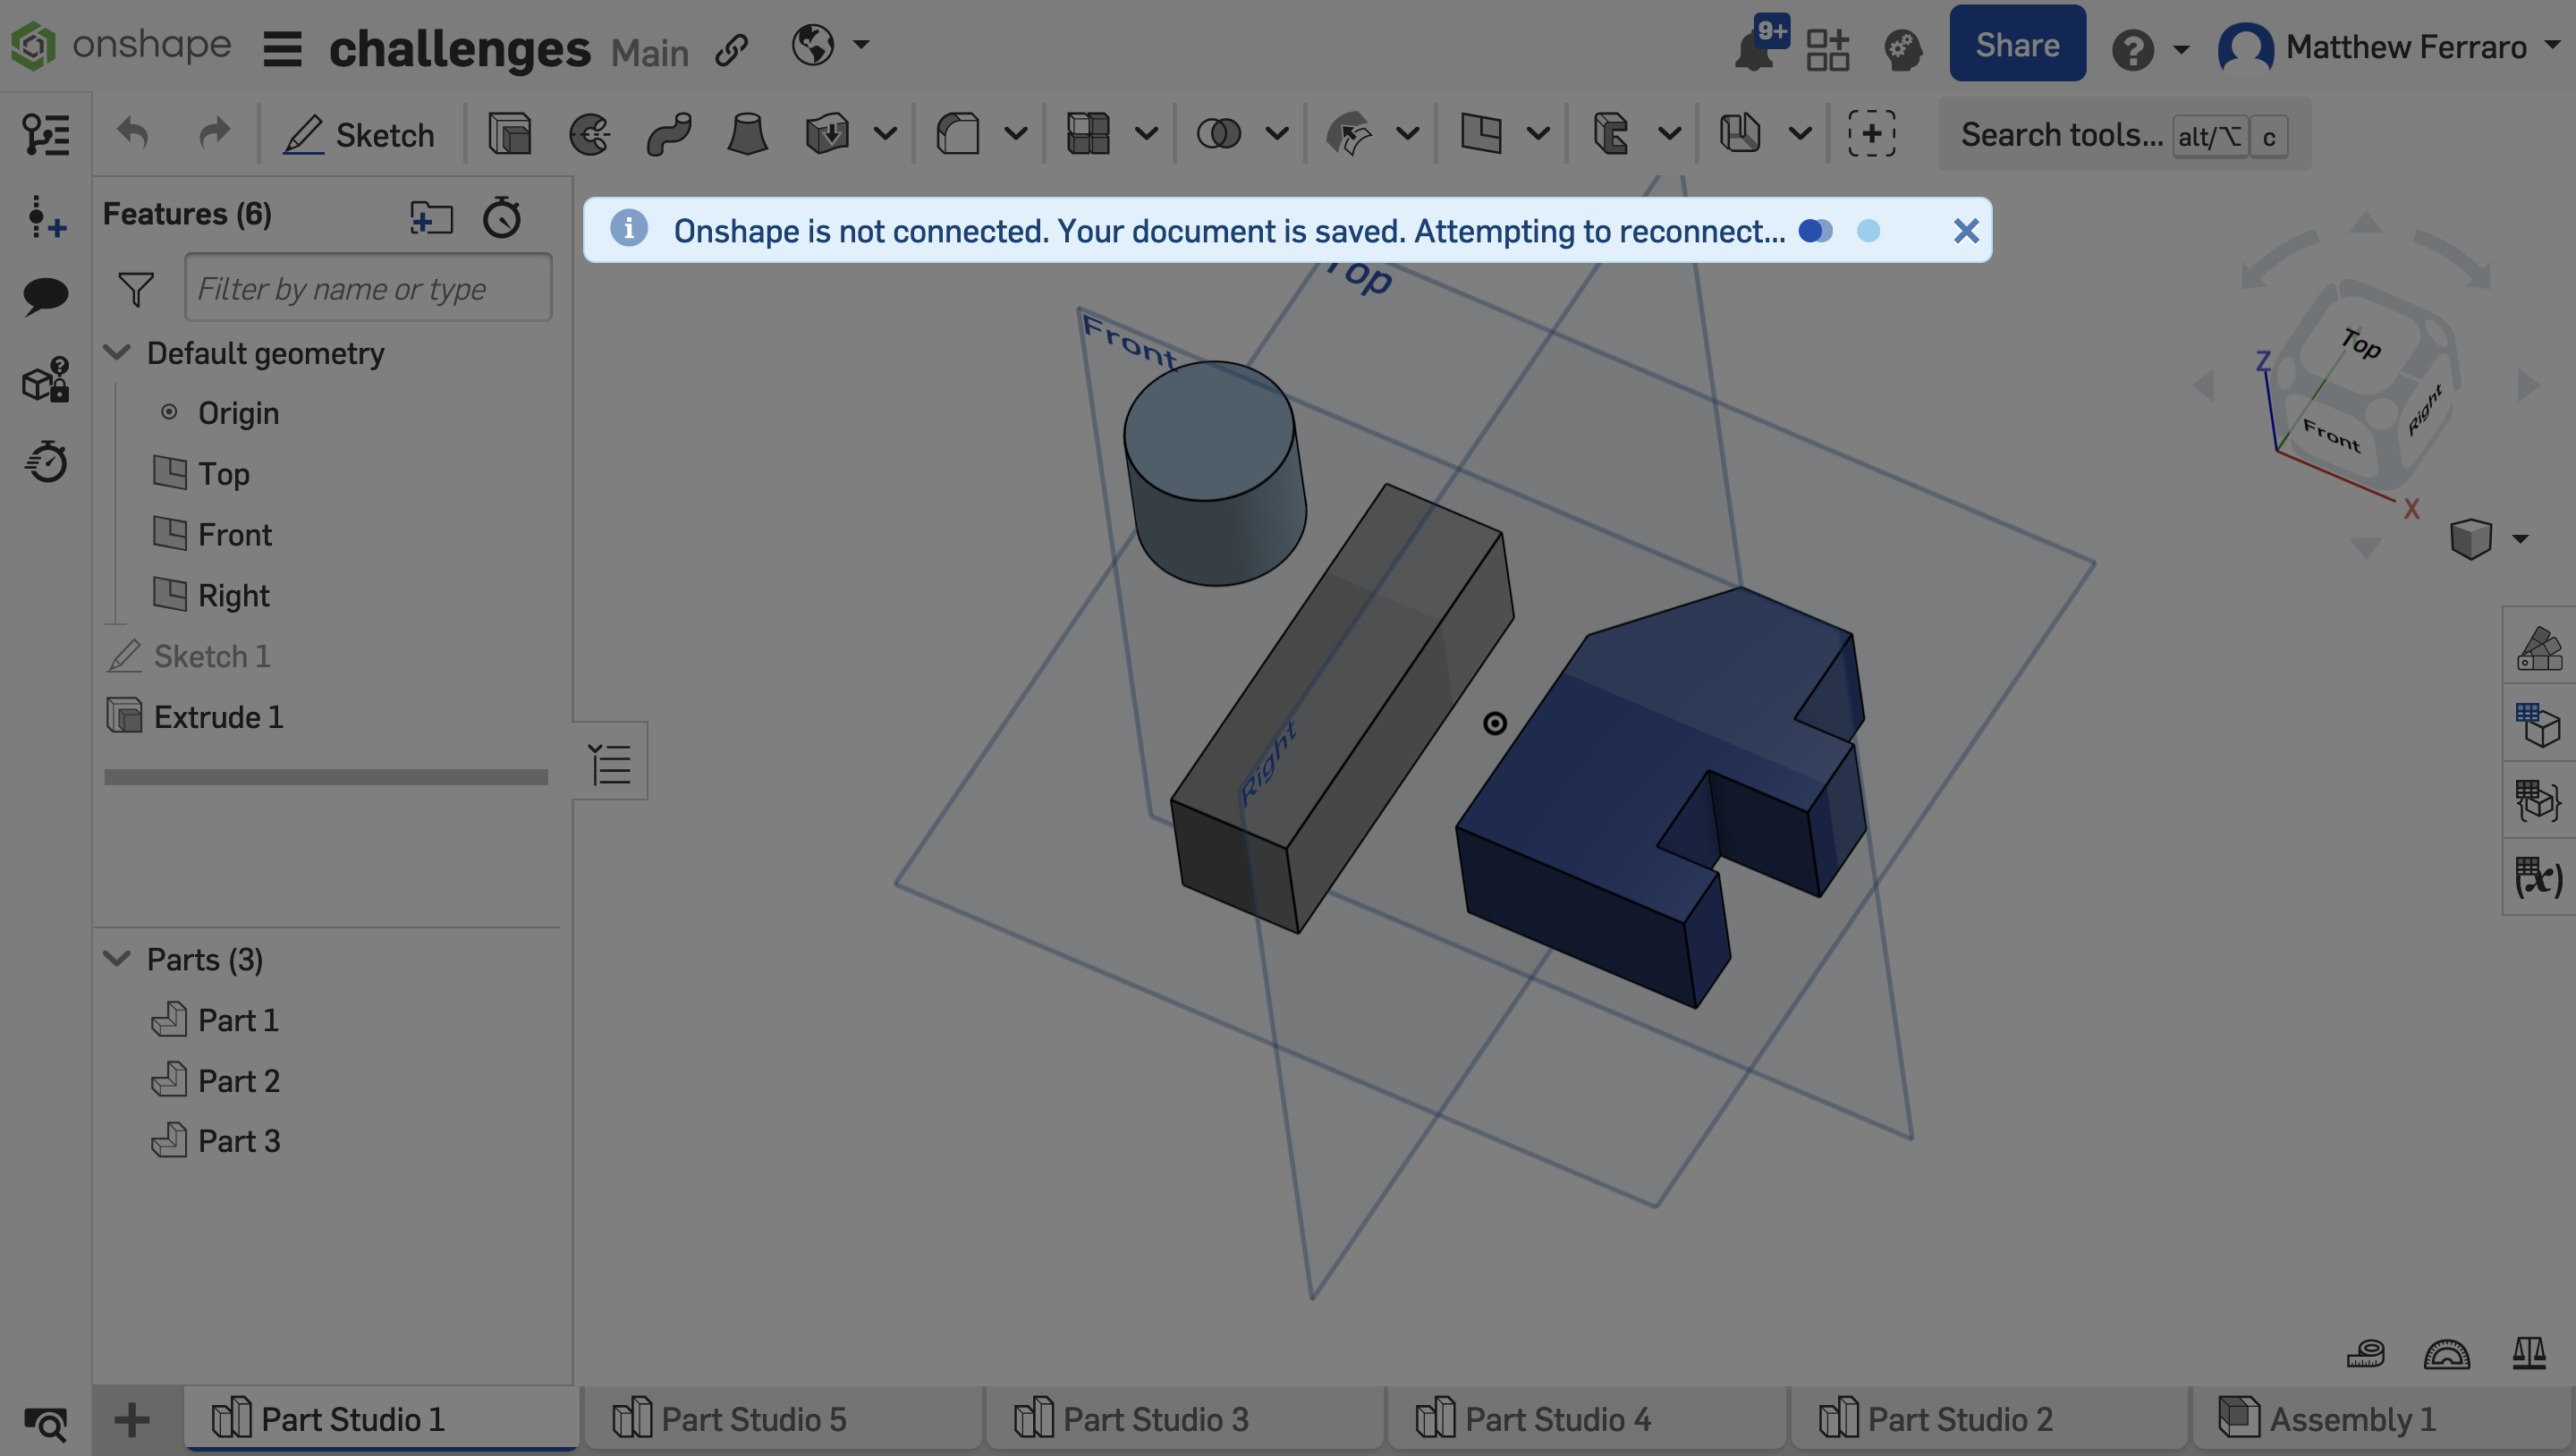 onshape challenges Main 9+ Share ? Matthew Ferraro
Sketch Search tools... alt/⌥ c
Features (6)
i Onshape is not connected. Your document is saved. Attempting to reconnect...
Filter by name or type
Default geometry
Origin
Top
Front
Right
Sketch 1
Extrude 1
Parts (3)
Part 1
Part 2
Part 3
Top
Front
Right
Top
Front
Right
Z
X
(x)
Part Studio 1 Part Studio 5 Part Studio 3 Part Studio 4 Part Studio 2 Assembly 1